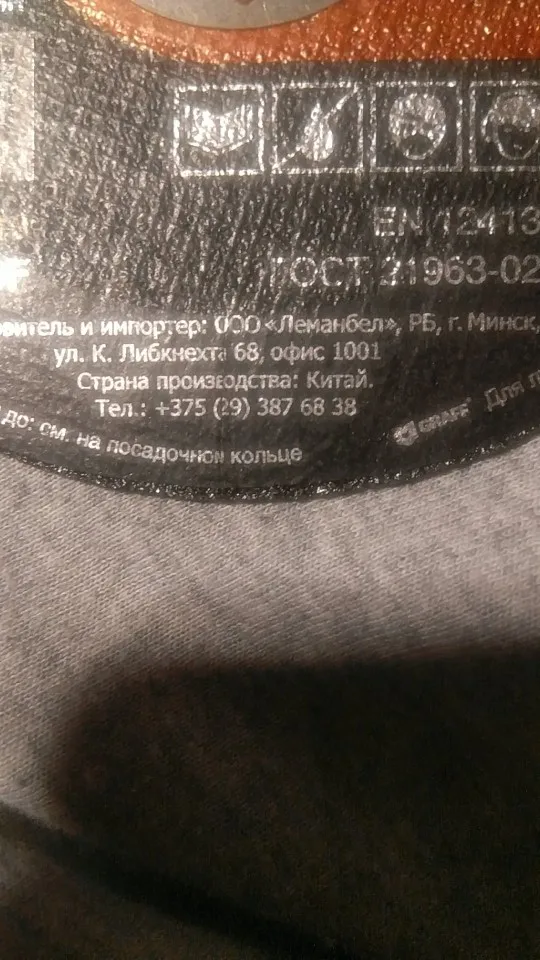 EN 12413
ГОСТ 21963-02
овитель и импортер: ООО «Леманбел», РБ, г. Минск,
ул. К. Либкнехта 68, офис 1001
Страна производства: Китай.
Тел.: +375 (29) 387 68 38
до: см. на посадочном кольце
GRAFF Для